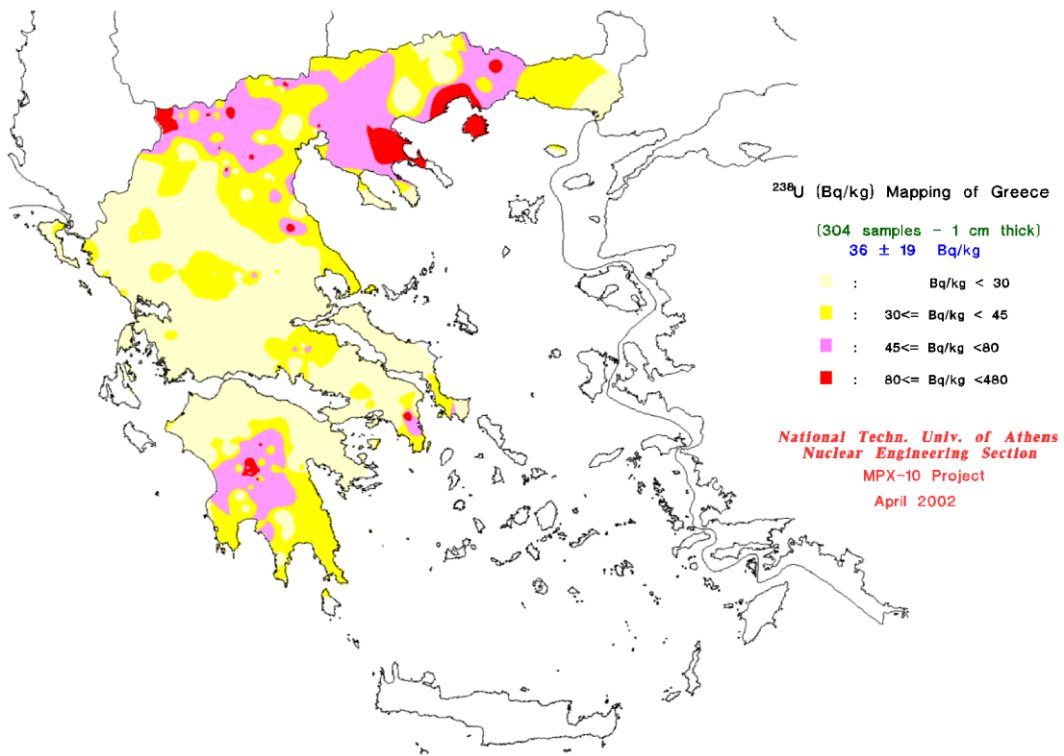 ²³⁸U (Bq/kg) Mapping of Greece
(304 samples - 1 cm thick)
36 ± 19 Bq/kg
: Bq/kg < 30
: 30<= Bq/kg < 45
: 45<= Bq/kg <80
: 80<= Bq/kg <480
National Techn. Univ. of Athens
Nuclear Engineering Section
MPX-10 Project
April 2002